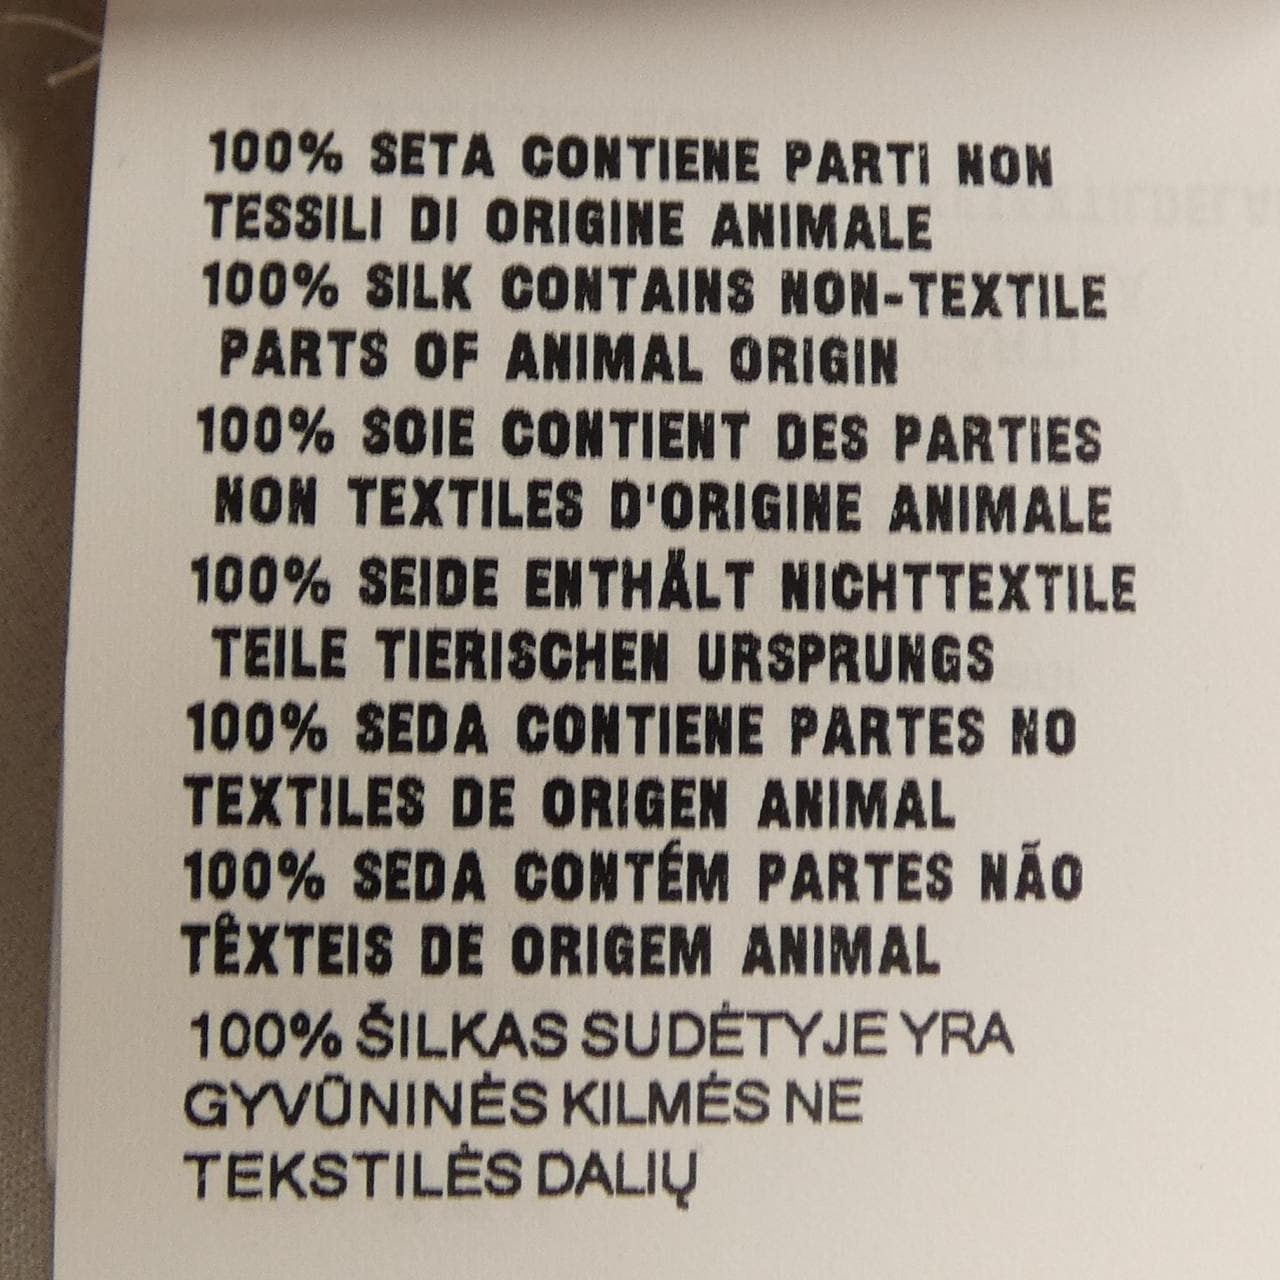 100% SETA CONTIENE PARTI NON
TESSILI DI ORIGINE ANIMALE
100% SILK CONTAINS NON-TEXTILE
PARTS OF ANIMAL ORIGIN
100% SOIE CONTIENT DES PARTIES
NON TEXTILES D'ORIGINE ANIMALE
100% SEIDE ENTHÄLT NICHTTEXTILE
TEILE TIERISCHEN URSPRUNGS
100% SEDA CONTIENE PARTES NO
TEXTILES DE ORIGEN ANIMAL
100% SEDA CONTÉM PARTES NÃO
TÊXTEIS DE ORIGEM ANIMAL
100% ŠILKAS SUDĖTYJE YRA
GYVŪNINĖS KILMĖS NE
TEKSTILĖS DALIŲ